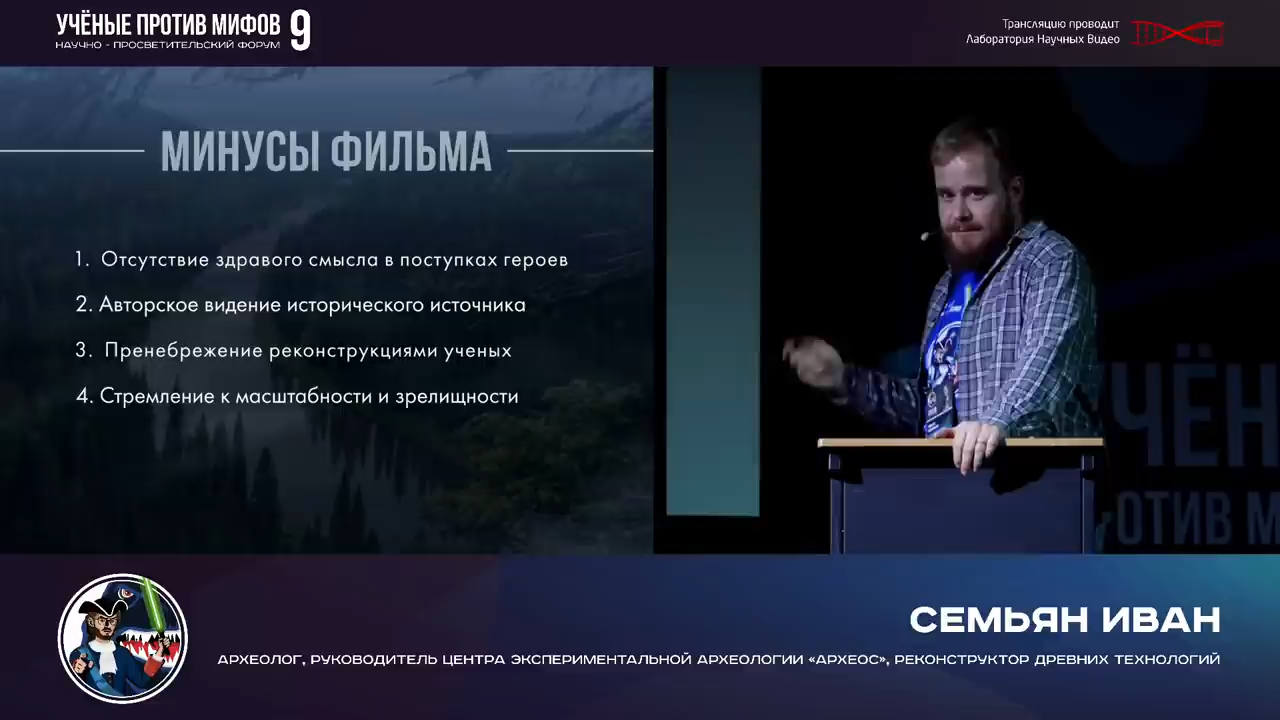 УЧЁНЫЕ ПРОТИВ МИФОВ 9
НАУЧНО - ПРОСВЕТИТЕЛЬСКИЙ ФОРУМ
Трансляцию проводит
Лаборатория Научных Видео
МИНУСЫ ФИЛЬМА
1. Отсутствие здравого смысла в поступках героев
2. Авторское видение исторического источника
3. Пренебрежение реконструкциями ученых
4. Стремление к масштабности и зрелищности
УЧЁН
ОТИВ М
СЕМЬЯН ИВАН
АРХЕОЛОГ, РУКОВОДИТЕЛЬ ЦЕНТРА ЭКСПЕРИМЕНТАЛЬНОЙ АРХЕОЛОГИИ «АРХЕОС», РЕКОНСТРУКТОР ДРЕВНИХ ТЕХНОЛОГИЙ